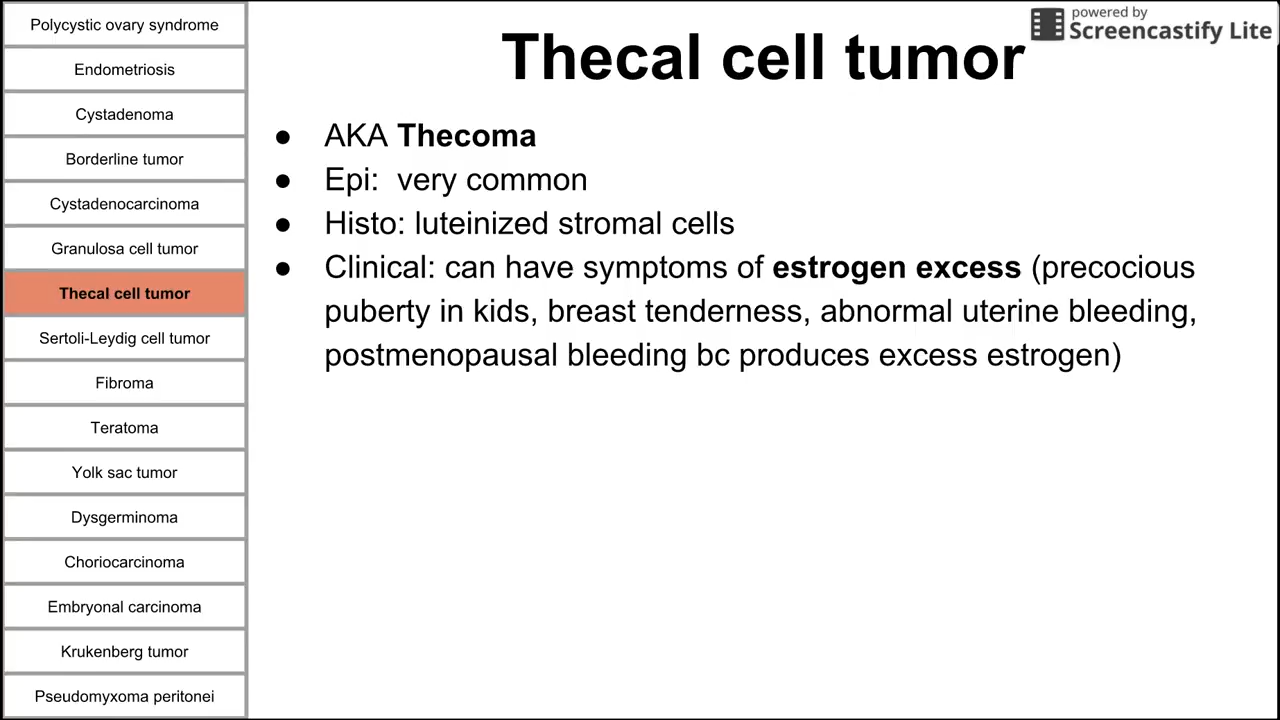 Polycystic ovary syndrome
Endometriosis
Cystadenoma
Borderline tumor
Cystadenocarcinoma
Granulosa cell tumor
Thecal cell tumor
Sertoli-Leydig cell tumor
Fibroma
Teratoma
Yolk sac tumor
Dysgerminoma
Choriocarcinoma
Embryonal carcinoma
Krukenberg tumor
Pseudomyxoma peritonei
powered by
Screencastify Lite
Thecal cell tumor
● AKA Thecoma
● Epi: very common
● Histo: luteinized stromal cells
● Clinical: can have symptoms of estrogen excess (precocious
puberty in kids, breast tenderness, abnormal uterine bleeding,
postmenopausal bleeding bc produces excess estrogen)